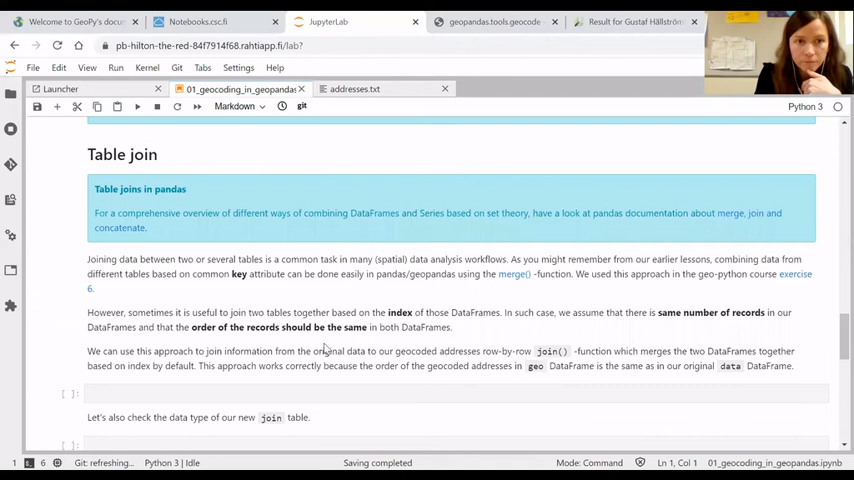 Welcome to GeoPy's docum
Notebooks.csc.fi
JupyterLab
geopandas.tools.geocode
Result for Gustaf Hällström
pb-hilton-the-red-84f7914f68.rahtiapp.fi/lab?
File Edit View Run Kernel Git Tabs Settings Help
Launcher
01_geocoding_in_geopandas
addresses.txt
Markdown
git
Python 3
Table join
Table joins in pandas
For a comprehensive overview of different ways of combining DataFrames and Series based on set theory, have a look at pandas documentation about merge, join and
concatenate.
Joining data between two or several tables is a common task in many (spatial) data analysis workflows. As you might remember from our earlier lessons, combining data from
different tables based on common key attribute can be done easily in pandas/geopandas using the merge() -function. We used this approach in the geo-python course exercise
6.
However, sometimes it is useful to join two tables together based on the index of those DataFrames. In such case, we assume that there is same number of records in our
DataFrames and that the order of the records should be the same in both DataFrames.
We can use this approach to join information from the original data to our geocoded addresses row-by-row join() -function which merges the two DataFrames together
based on index by default. This approach works correctly because the order of the geocoded addresses in geo DataFrame is the same as in our original data DataFrame.
[ ]:
Let's also check the data type of our new join table.
[ ]:
1 6 Git: refreshing... Python 3 | Idle Saving completed Mode: Command Ln 1, Col 1 01_geocoding_in_geopandas.ipynb